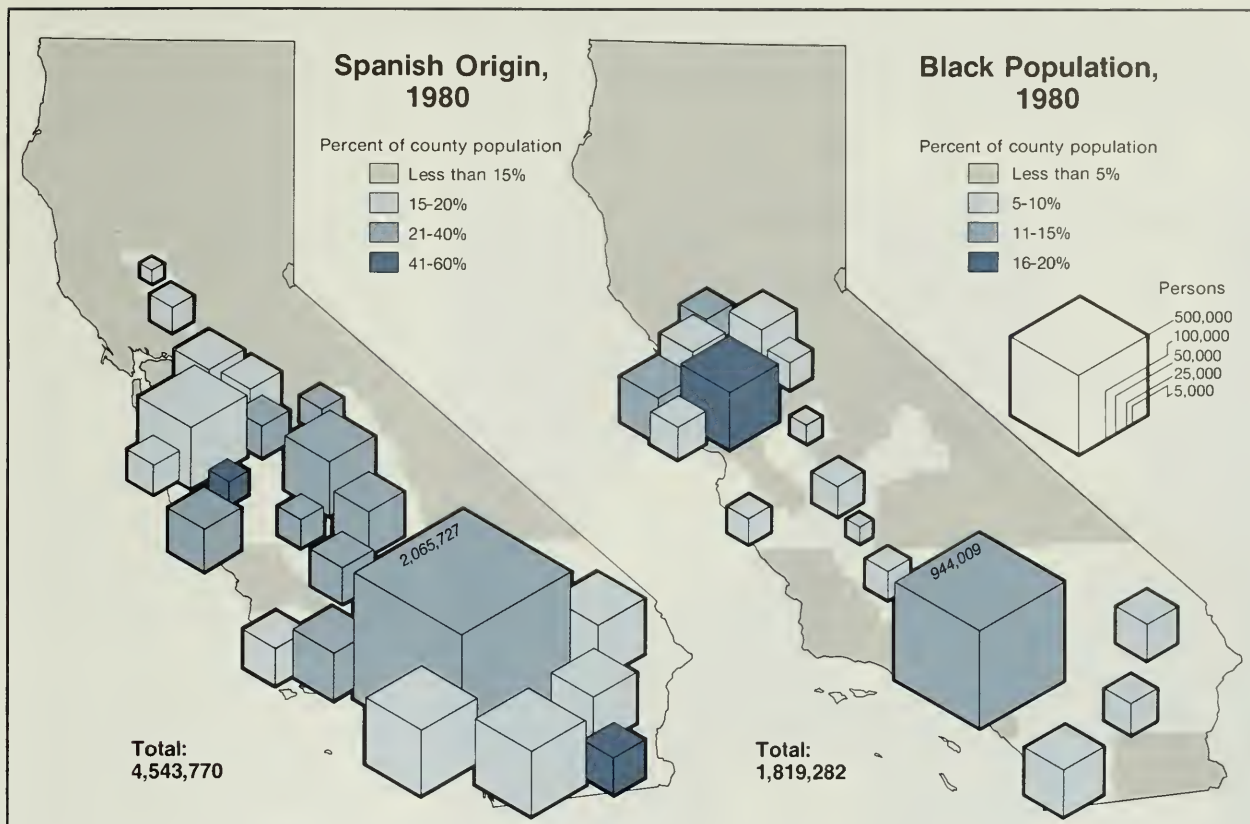 Spanish Origin,
1980
Percent of county population
Less than 15%
15-20%
21-40%
41-60%
2,065,727
Total:
4,543,770
Black Population,
1980
Percent of county population
Less than 5%
5-10%
11-15%
16-20%
Persons
500,000
100,000
50,000
25,000
5,000
944,009
Total:
1,819,282